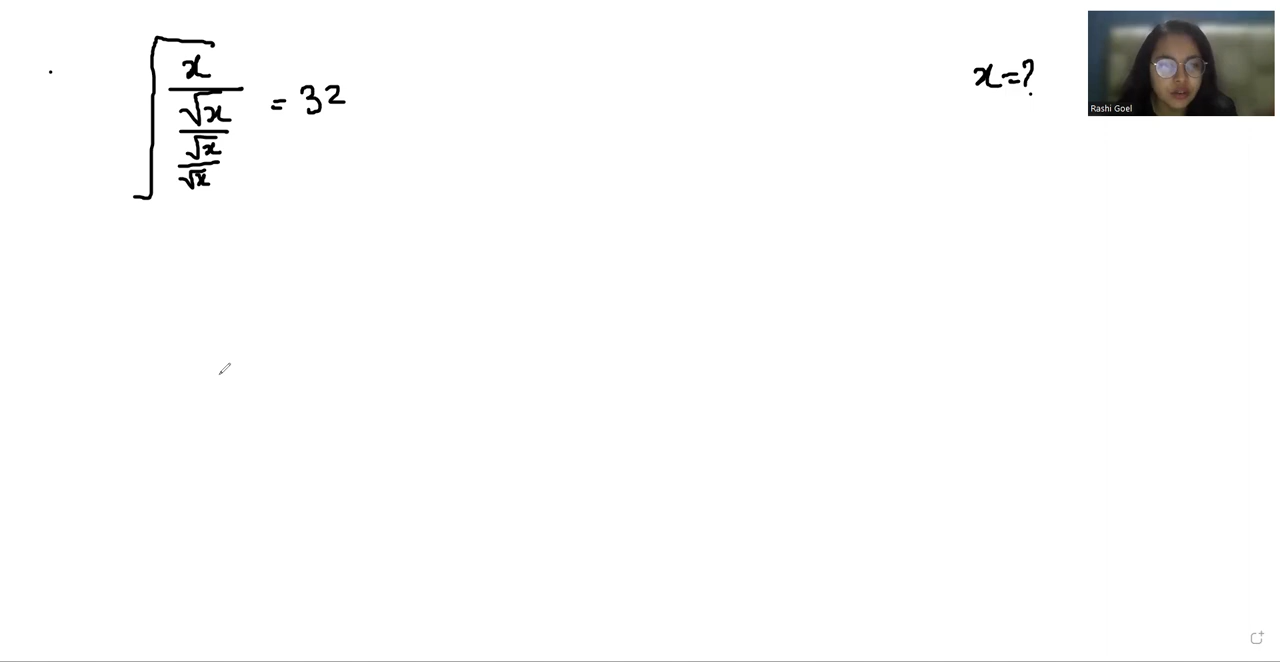 √(x/(√x/(√x/√x))) = 32
x=?
Rashi Goel